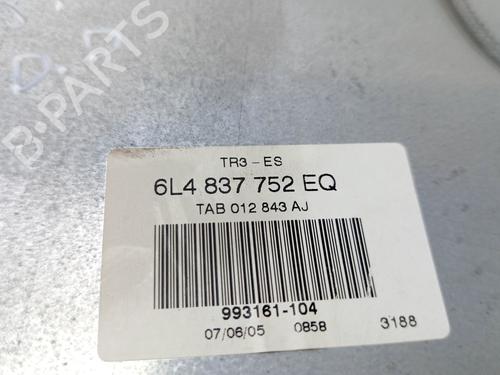 B-PARTS
TR3-ES
6L4 837 752 EQ
TAB 012 843 AJ
993161-104
07/06/05 0858 3188